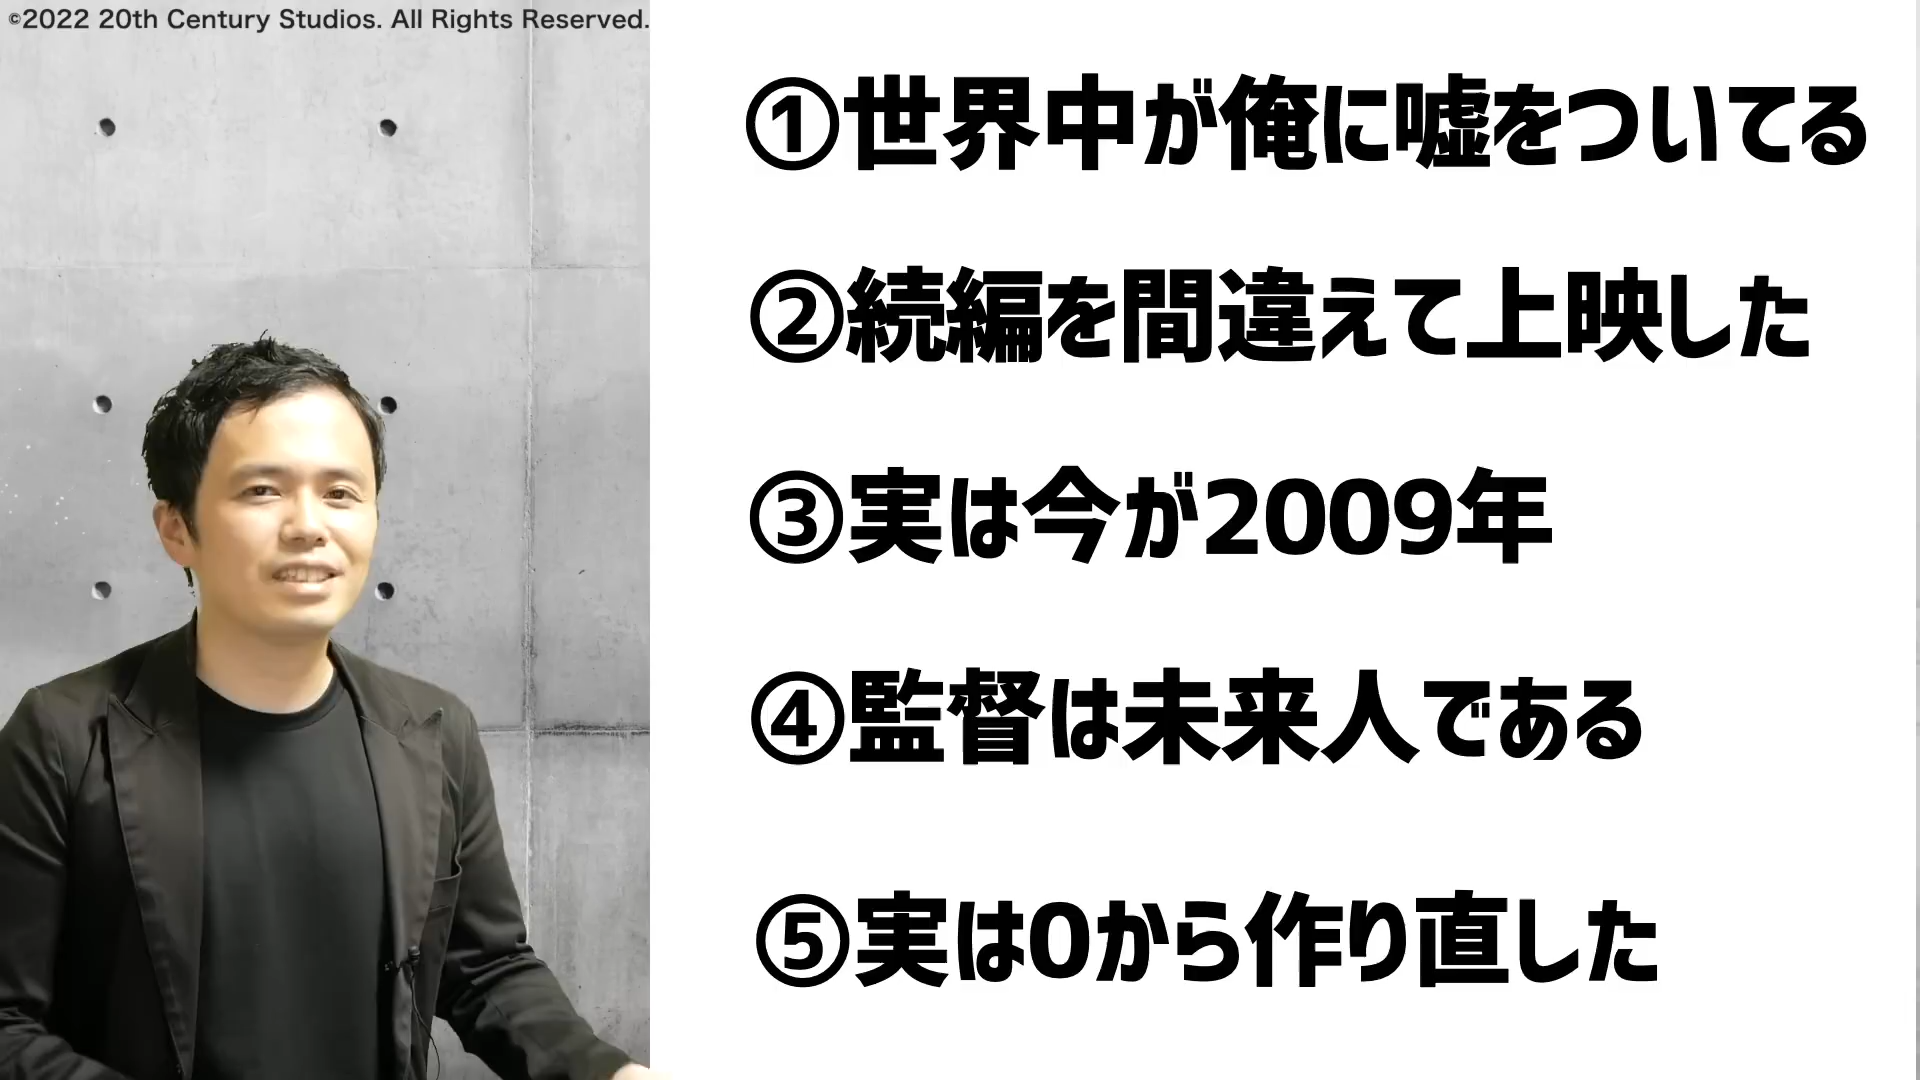 ©2022 20th Century Studios. All Rights Reserved.
①世界中が俺に嘘をついてる
②続編を間違えて上映した
③実は今が2009年
④監督は未来人である
⑤実は0から作り直した